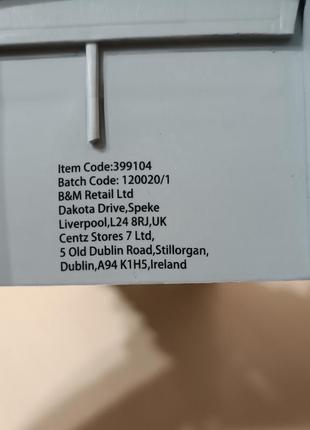 Item Code:399104
Batch Code: 120020/1
B&M Retail Ltd
Dakota Drive,Speke
Liverpool,L24 8RJ,UK
Centz Stores 7 Ltd,
5 Old Dublin Road,Stillorgan,
Dublin,A94 K1H5,Ireland